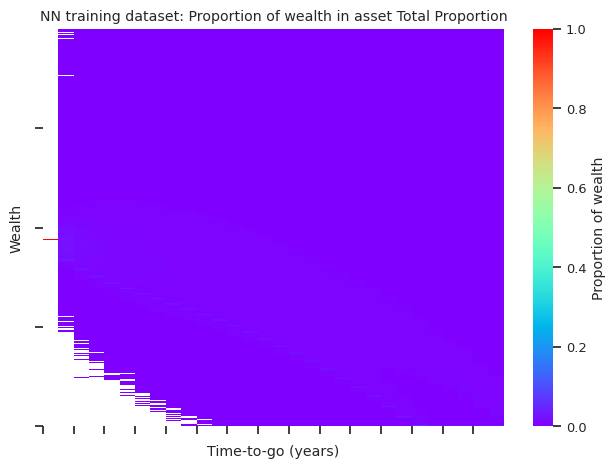 NN training dataset: Proportion of wealth in asset Total Proportion
1.0
0.8
0.6
0.4
0.2
0.0
Proportion of wealth
Wealth
Time-to-go (years)